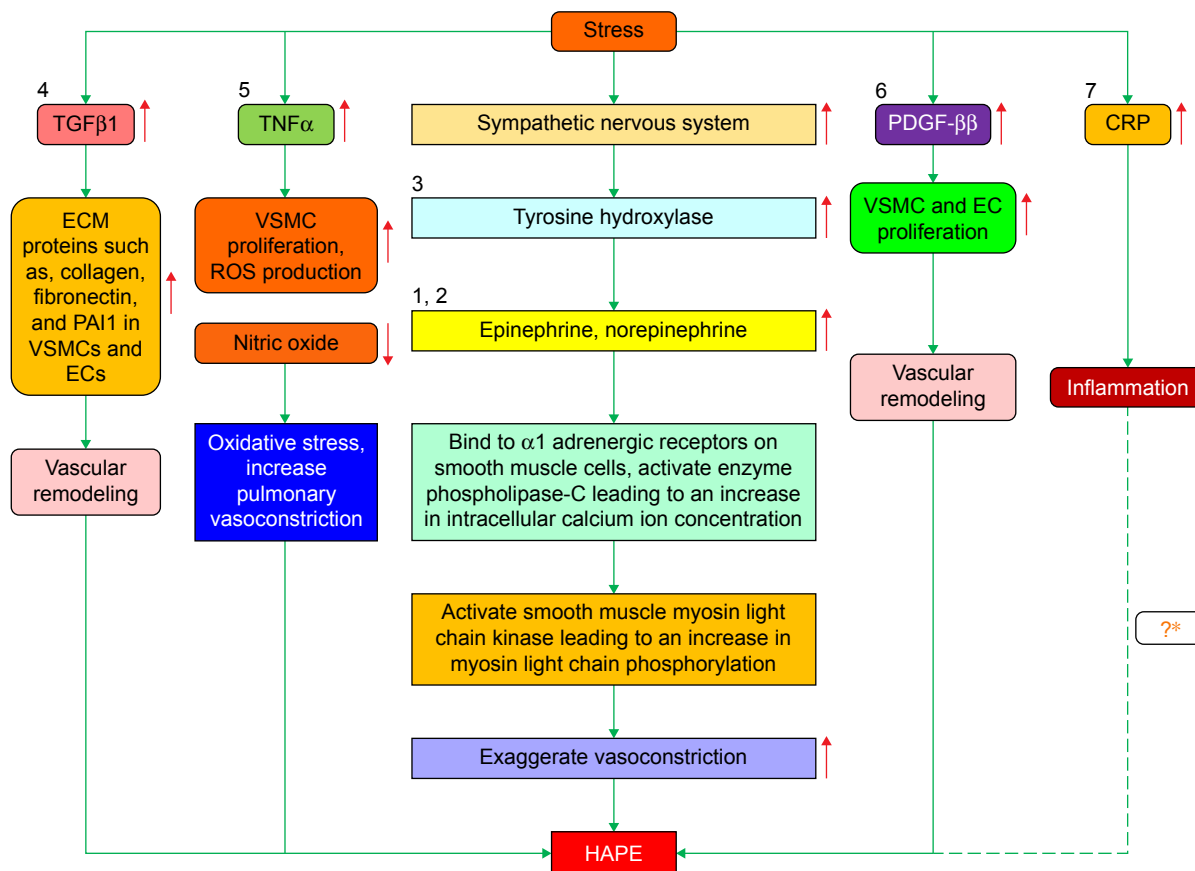 Stress
4
TGFβ1
5
TNFα
Sympathetic nervous system
6
PDGF-ββ
7
CRP
ECM
proteins such
as, collagen,
fibronectin,
and PAI1 in
VSMCs and
ECs
VSMC
proliferation,
ROS production
3
Tyrosine hydroxylase
VSMC and EC
proliferation
Nitric oxide
1, 2
Epinephrine, norepinephrine
Vascular
remodeling
Inflammation
Vascular
remodeling
Oxidative stress,
increase
pulmonary
vasoconstriction
Bind to α1 adrenergic receptors on
smooth muscle cells, activate enzyme
phospholipase-C leading to an increase
in intracellular calcium ion concentration
Activate smooth muscle myosin light
chain kinase leading to an increase in
myosin light chain phosphorylation
?*
Exaggerate vasoconstriction
HAPE